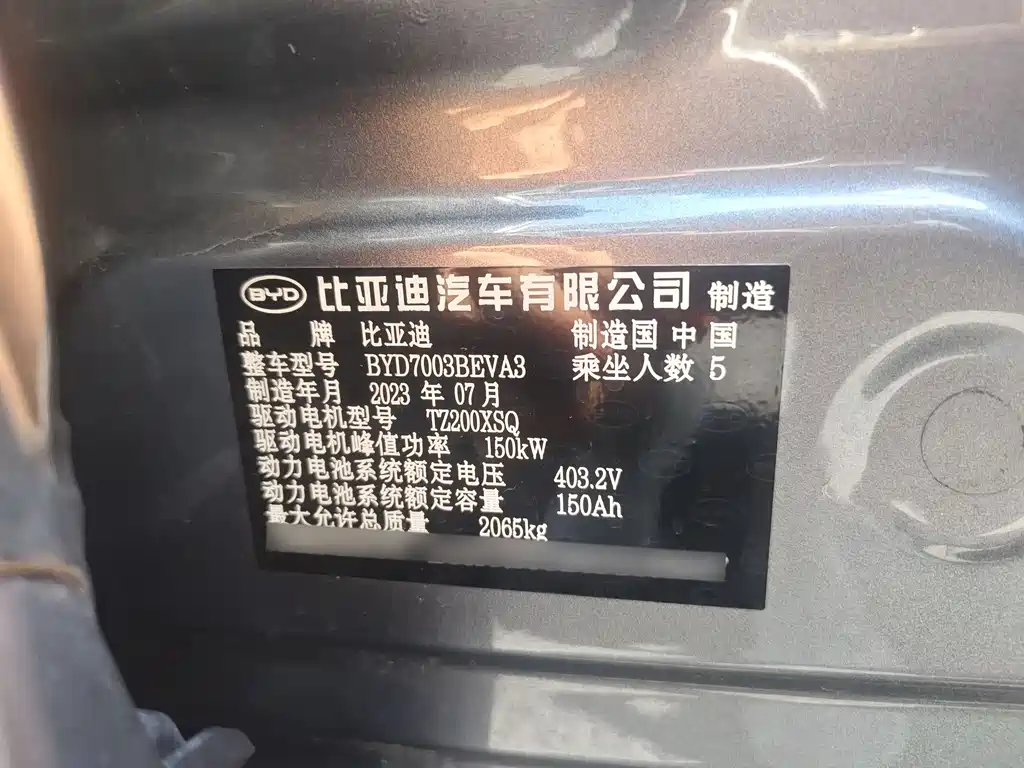 BYD 比亚迪汽车有限公司 制造
品 牌 比亚迪 制造国 中国
整车型号 BYD7003BEVA3 乘坐人数 5
制造年月 2023 年 07 月
驱动电机型号 TZ200XSQ
驱动电机峰值功率 150kW
动力电池系统额定电压 403.2V
动力电池系统额定容量 150Ah
最大允许总质量 2065kg